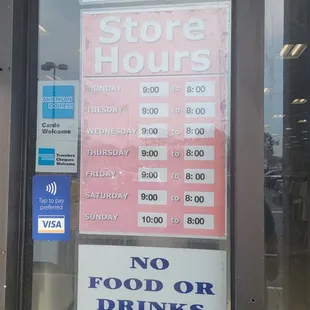 Store
Hours
MONDAY 9:00 to 8:00
TUESDAY 9:00 to 8:00
WEDNESDAY 9:00 to 8:00
THURSDAY 9:00 to 8:00
FRIDAY 9:00 to 8:00
SATURDAY 9:00 to 8:00
SUNDAY 10:00 to 8:00
AMERICAN
EXPRESS
Cards
Welcome
Travelers
Cheques
Welcome
Tap to pay
preferred
VISA
NO
FOOD OR
DRINKS